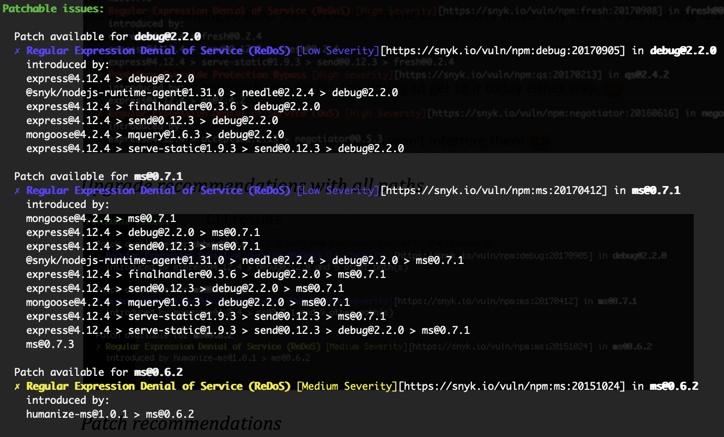 Patchable issues:
Patch available for debug@2.2.0
✗ Regular Expression Denial of Service (ReDoS) [Low Severity][https://snyk.io/vuln/npm:debug:20170905] in debug@2.2.0
introduced by:
express@4.12.4 > debug@2.2.0
@snyk/nodejs-runtime-agent@1.31.0 > needle@2.2.4 > debug@2.2.0
express@4.12.4 > finalhandler@0.3.6 > debug@2.2.0
express@4.12.4 > send@0.12.3 > debug@2.2.0
mongoose@4.2.4 > mquery@1.6.3 > debug@2.2.0
express@4.12.4 > serve-static@1.9.3 > send@0.12.3 > debug@2.2.0
Patch available for ms@0.7.1
✗ Regular Expression Denial of Service (ReDoS) [Low Severity][https://snyk.io/vuln/npm:ms:20170412] in ms@0.7.1
introduced by:
mongoose@4.2.4 > ms@0.7.1
express@4.12.4 > debug@2.2.0 > ms@0.7.1
express@4.12.4 > send@0.12.3 > ms@0.7.1
@snyk/nodejs-runtime-agent@1.31.0 > needle@2.2.4 > debug@2.2.0 > ms@0.7.1
express@4.12.4 > finalhandler@0.3.6 > debug@2.2.0 > ms@0.7.1
express@4.12.4 > send@0.12.3 > debug@2.2.0 > ms@0.7.1
mongoose@4.2.4 > mquery@1.6.3 > debug@2.2.0 > ms@0.7.1
express@4.12.4 > serve-static@1.9.3 > send@0.12.3 > ms@0.7.1
express@4.12.4 > serve-static@1.9.3 > send@0.12.3 > debug@2.2.0 > ms@0.7.1
ms@0.7.3
Patch available for ms@0.6.2
✗ Regular Expression Denial of Service (ReDoS) [Medium Severity][https://snyk.io/vuln/npm:ms:20151024] in ms@0.6.2
introduced by:
humanize-ms@1.0.1 > ms@0.6.2
Patch recommendations